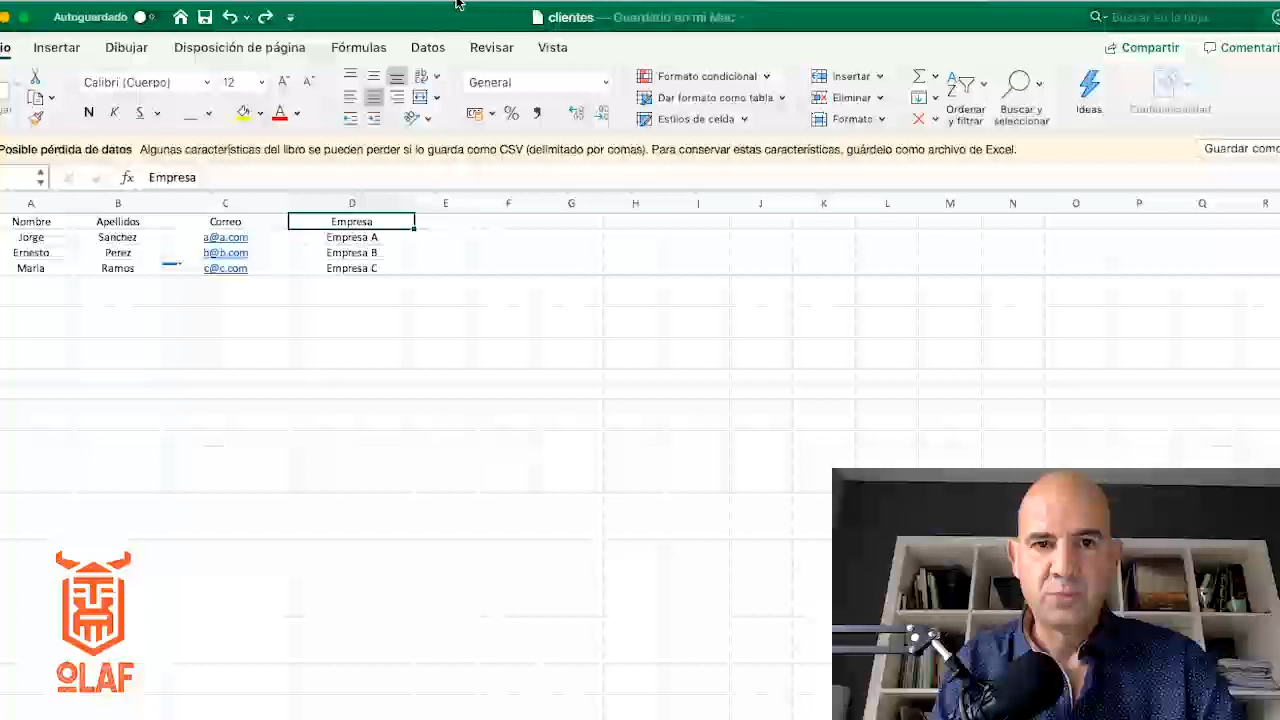 Autoguardado
clientes — Guardado en mi Mac
Buscar en la hoja
io Insertar Dibujar Disposición de página Fórmulas Datos Revisar Vista
Compartir Comentari
Calibri (Cuerpo) 12 General
Formato condicional Insertar
Dar formato como tabla Eliminar
Estilos de celda Formato
N K S A
Ordenar y filtrar
Buscar y seleccionar
Ideas
Confidencialidad
Posible pérdida de datos Algunas características del libro se pueden perder si lo guarda como CSV (delimitado por comas). Para conservar estas características, guárdelo como archivo de Excel. Guardar como
fx Empresa
A B C D E F G H I J K L M N O P Q R
Nombre Apellidos Correo Empresa
Jorge Sanchez a@a.com Empresa A
Ernesto Perez b@b.com Empresa B
Maria Ramos c@c.com Empresa C
OLAF